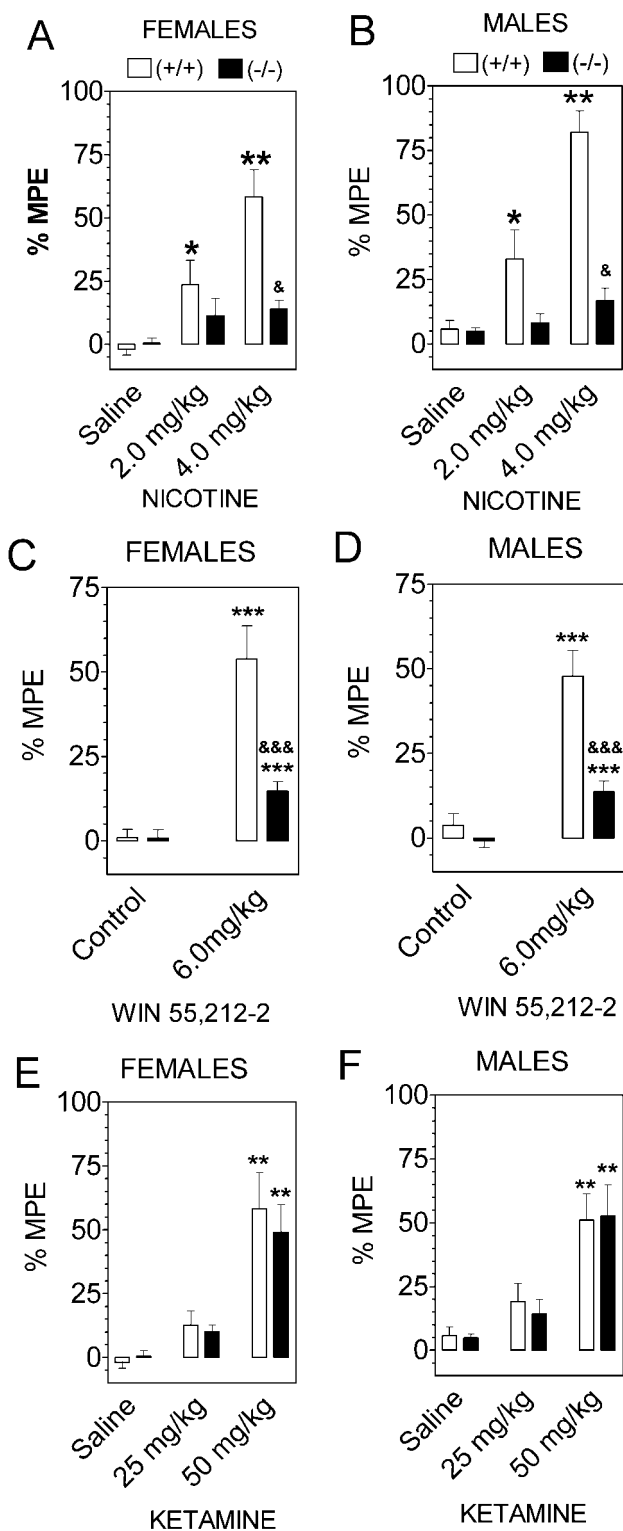 A
FEMALES
(+/+) (-/-)
% MPE
100
75
50
25
0
*
**
&
Saline
2.0 mg/kg
4.0 mg/kg
NICOTINE
B
MALES
(+/+) (-/-)
% MPE
100
75
50
25
0
*
**
&
Saline
2.0 mg/kg
4.0 mg/kg
NICOTINE
C
FEMALES
% MPE
75
50
25
0
***
&&&
***
Control
6.0mg/kg
WIN 55,212-2
D
MALES
% MPE
75
50
25
0
***
&&&
***
Control
6.0mg/kg
WIN 55,212-2
E
FEMALES
% MPE
100
75
50
25
0
**
**
Saline
25 mg/kg
50 mg/kg
KETAMINE
F
MALES
% MPE
100
75
50
25
0
**
**
Saline
25 mg/kg
50 mg/kg
KETAMINE